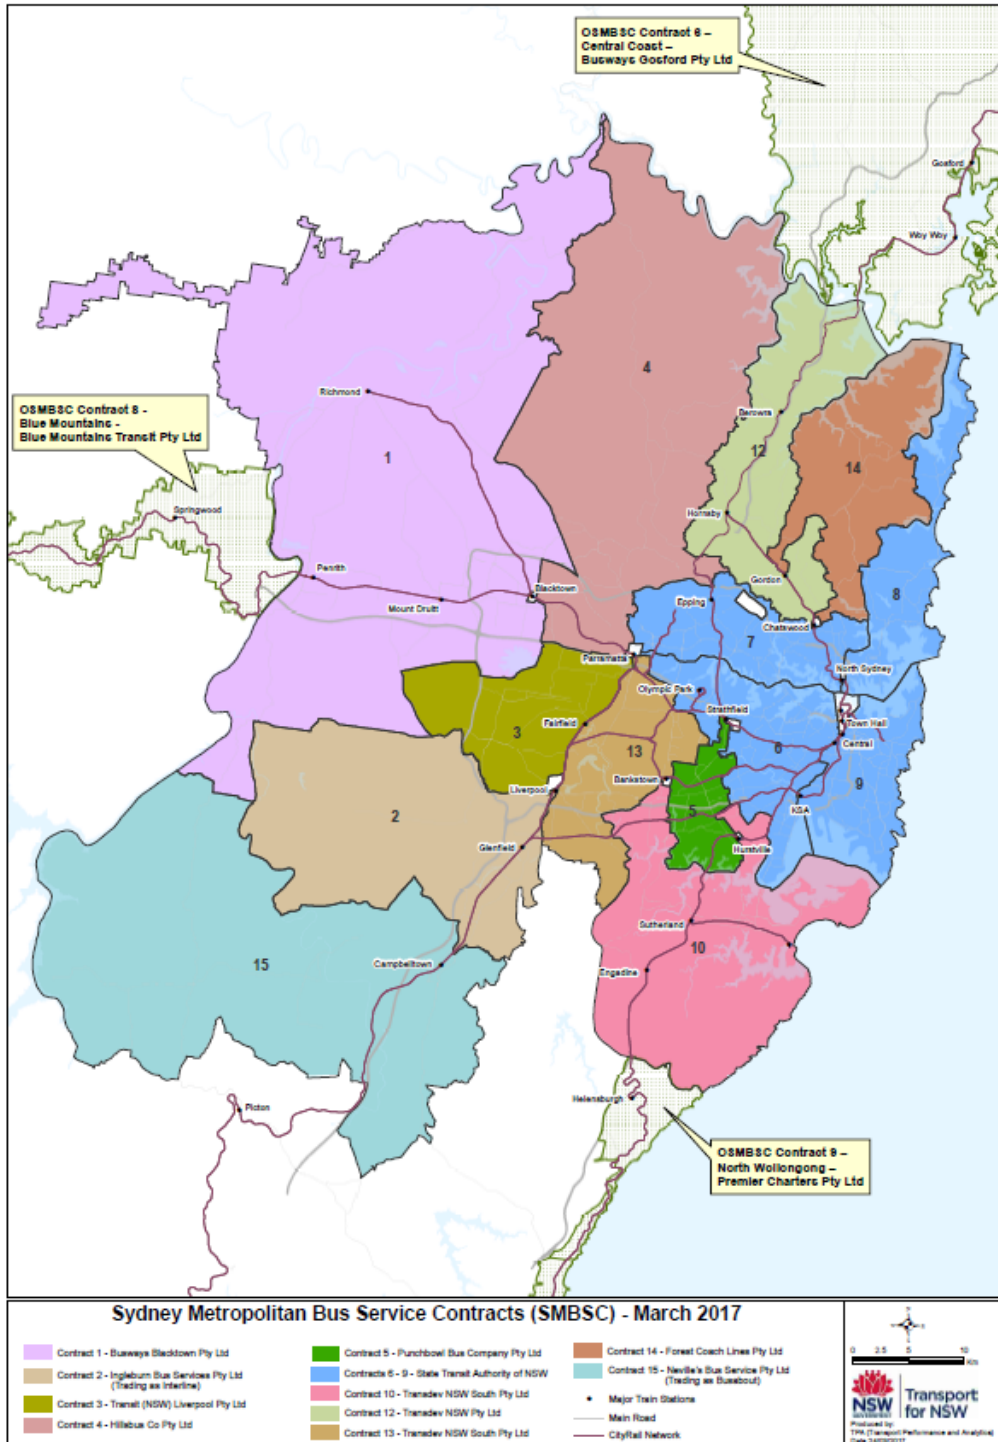 OSMBSC Contract 6 –
Central Coast –
Busways Gosford Pty Ltd
Gosford
Woy Woy
4
Richmond
OSMBSC Contract 8 -
Blue Mountains -
Blue Mountains Transit Pty Ltd
1
Berowra
12
14
Springwood
Hornsby
Penrith
Mount Druitt
Blacktown
Gordon
Epping
8
Chatswood
7
Parramatta
North Sydney
Olympic Park
Strathfield
Town Hall
Fairfield
3
13
6
Central
Bankstown
Liverpool
9
KSA
2
5
Glenfield
Hurstville
Sutherland
10
15
Campbelltown
Engadine
Helensburgh
Picton
OSMBSC Contract 9 –
North Wollongong –
Premier Charters Pty Ltd
Sydney Metropolitan Bus Service Contracts (SMBSC) - March 2017
Contract 1 - Busways Blacktown Pty Ltd
Contract 2 - Ingleburn Bus Services Pty Ltd
(Trading as Interline)
Contract 3 - Transit (NSW) Liverpool Pty Ltd
Contract 4 - Hillsbus Co Pty Ltd
Contract 5 - Punchbowl Bus Company Pty Ltd
Contracts 6 - 9 - State Transit Authority of NSW
Contract 10 - Transdev NSW South Pty Ltd
Contract 12 - Transdev NSW Pty Ltd
Contract 13 - Transdev NSW South Pty Ltd
Contract 14 - Forest Coach Lines Pty Ltd
Contract 15 - Neville's Bus Service Pty Ltd
(Trading as Busabout)
Major Train Stations
Main Road
CityRail Network
0 2.5 5 10
Km
NSW
GOVERNMENT
Transport
for NSW
Produced by:
TPA (Transport Performance and Analytics)